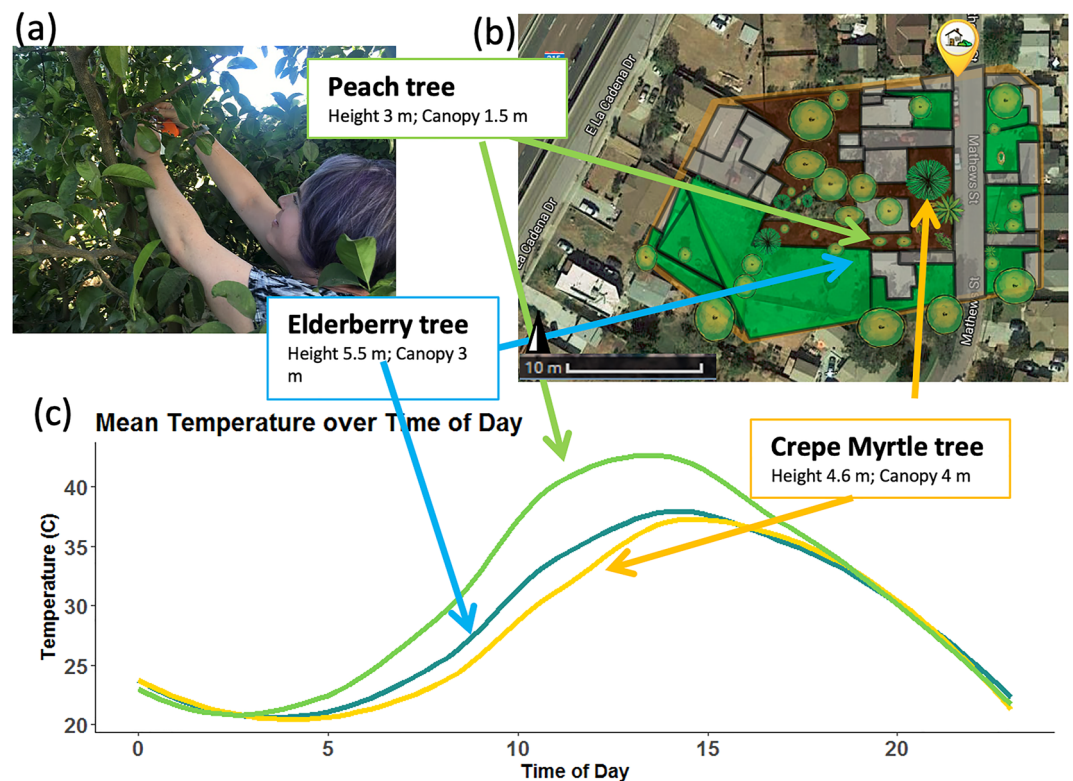 (a)
(b)
Peach tree
Height 3 m; Canopy 1.5 m
E La Cadena Dr
La Cadena Dr
Mathews St
Elderberry tree
Height 5.5 m; Canopy 3
m
10 m
(c)
Mean Temperature over Time of Day
Crepe Myrtle tree
Height 4.6 m; Canopy 4 m
Temperature (C)
40
35
30
25
20
0
5
10
15
20
Time of Day